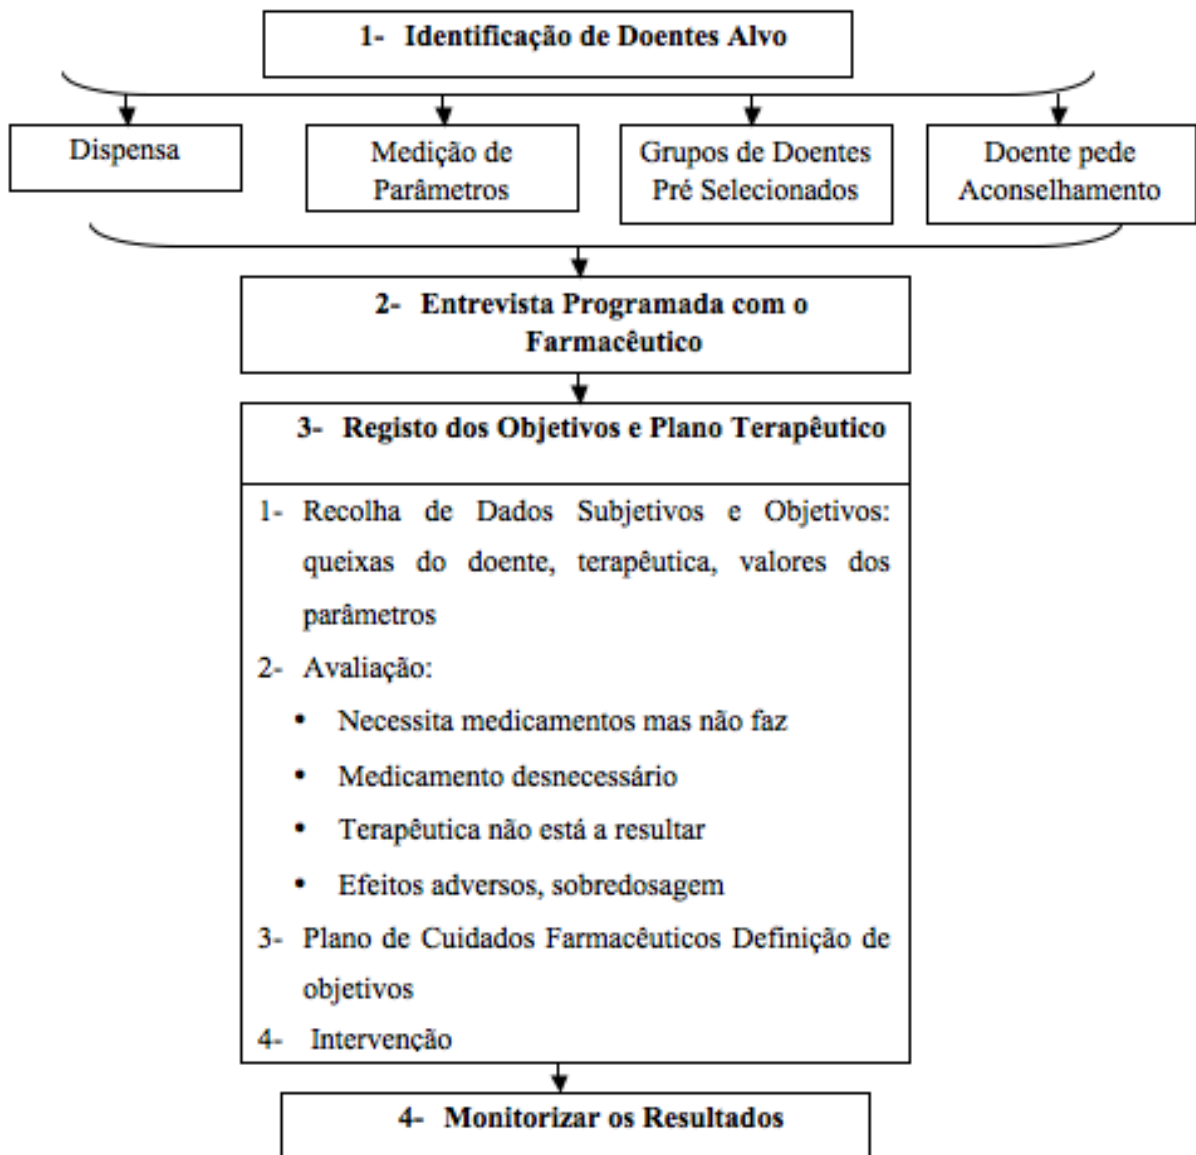 1- Identificação de Doentes Alvo
Dispensa
Medição de
Parâmetros
Grupos de Doentes
Pré Selecionados
Doente pede
Aconselhamento
2- Entrevista Programada com o
Farmacêutico
3- Registo dos Objetivos e Plano Terapêutico
1- Recolha de Dados Subjetivos e Objetivos:
queixas do doente, terapêutica, valores dos
parâmetros
2- Avaliação:
• Necessita medicamentos mas não faz
• Medicamento desnecessário
• Terapêutica não está a resultar
• Efeitos adversos, sobredosagem
3- Plano de Cuidados Farmacêuticos Definição de
objetivos
4- Intervenção
4- Monitorizar os Resultados